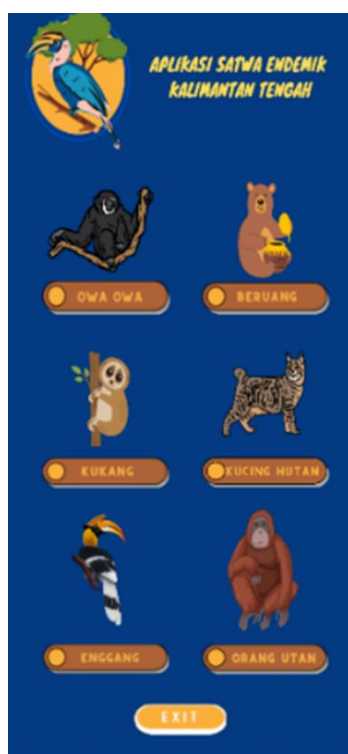 APLIKASI SATWA ENDEMIK
KALIMANTAN TENGAH
OWA OWA
BERUANG
KUKANG
KUCING HUTAN
ENGGANG
ORANG UTAN
EXIT